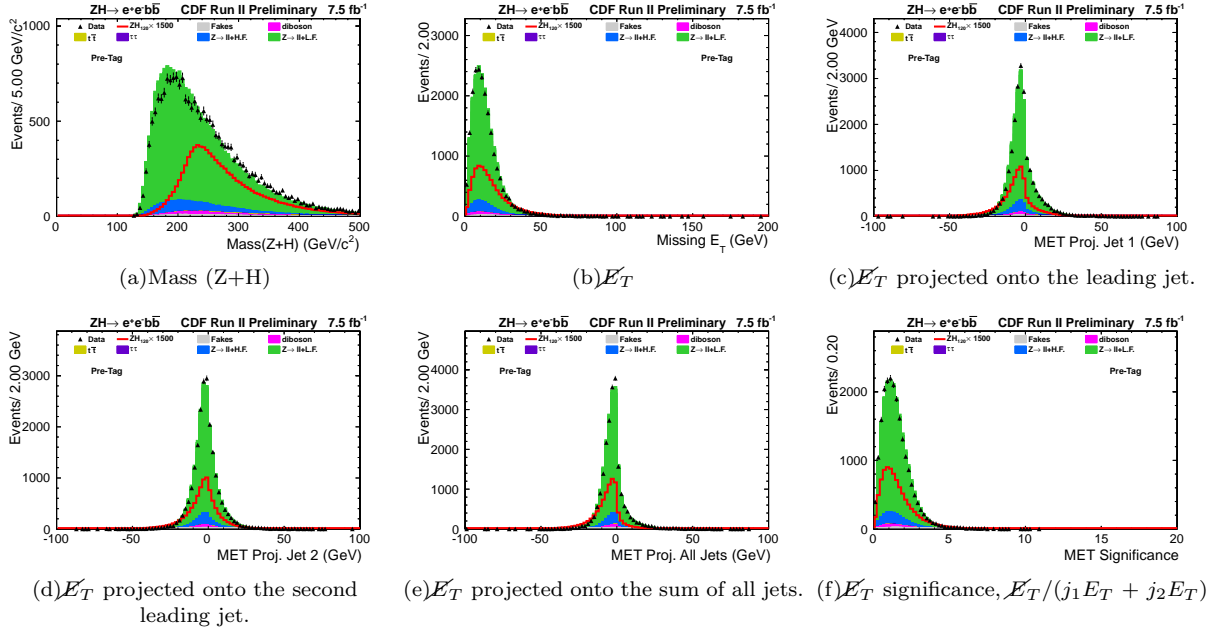 ZH→ e⁺e⁻bb̅ CDF Run II Preliminary 7.5 fb⁻¹
Events/ 5.00 GeV/c²
Data ZH₁₂₀ × 1500 Fakes diboson
tt̅ ττ Z→ ll+H.F. Z→ ll+L.F.
Pre-Tag
1000
500
0
0 100 200 300 400 500
Mass(Z+H) (GeV/c²)
(a)Mass (Z+H)
ZH→ e⁺e⁻bb̅ CDF Run II Preliminary 7.5 fb⁻¹
Events/ 2.00
Data ZH₁₂₀ × 1500 Fakes diboson
tt̅ ττ Z→ ll+H.F. Z→ ll+L.F.
Pre-Tag
3000
2000
1000
0
0 50 100 150 200
Missing E_T (GeV)
(b)E̸_T
ZH→ e⁺e⁻bb̅ CDF Run II Preliminary 7.5 fb⁻¹
Events/ 2.00 GeV
Data ZH₁₂₀ × 1500 Fakes diboson
tt̅ ττ Z→ ll+H.F. Z→ ll+L.F.
Pre-Tag
4000
3000
2000
1000
0
-100 -50 0 50 100
MET Proj. Jet 1 (GeV)
(c)E̸_T projected onto the leading jet.
ZH→ e⁺e⁻bb̅ CDF Run II Preliminary 7.5 fb⁻¹
Events/ 2.00 GeV
Data ZH₁₂₀ × 1500 Fakes diboson
tt̅ ττ Z→ ll+H.F. Z→ ll+L.F.
Pre-Tag
3000
2000
1000
0
-100 -50 0 50 100
MET Proj. Jet 2 (GeV)
(d)E̸_T projected onto the second
leading jet.
ZH→ e⁺e⁻bb̅ CDF Run II Preliminary 7.5 fb⁻¹
Events/ 2.00 GeV
Data ZH₁₂₀ × 1500 Fakes diboson
tt̅ ττ Z→ ll+H.F. Z→ ll+L.F.
Pre-Tag
4000
2000
0
-100 -50 0 50 100
MET Proj. All Jets (GeV)
(e)E̸_T projected onto the sum of all jets.
ZH→ e⁺e⁻bb̅ CDF Run II Preliminary 7.5 fb⁻¹
Events/ 0.20
Data ZH₁₂₀ × 1500 Fakes diboson
tt̅ ττ Z→ ll+H.F. Z→ ll+L.F.
Pre-Tag
2000
1000
0
0 5 10 15 20
MET Significance
(f)E̸_T significance, E̸_T/(j₁E_T + j₂E_T)